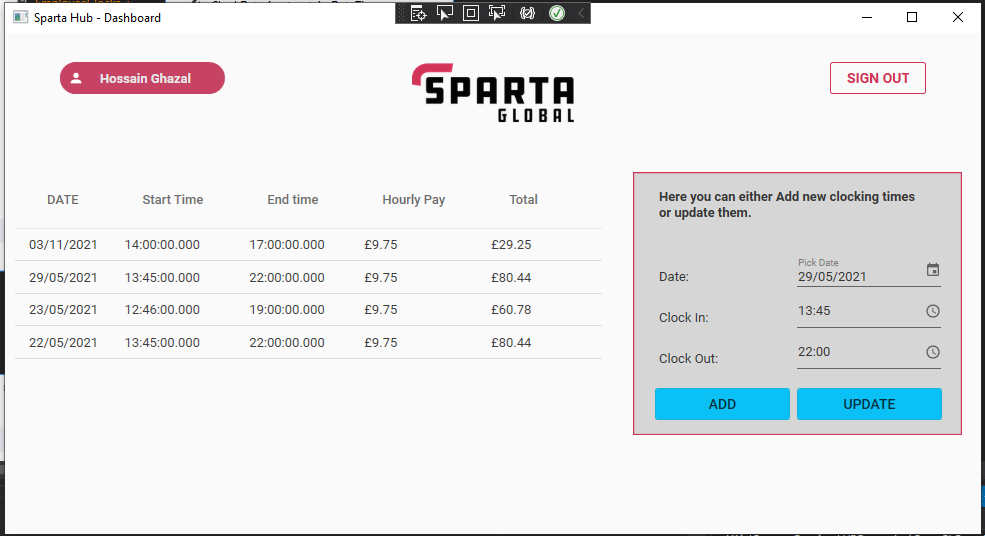 Sparta Hub - Dashboard
Hossain Ghazal
SPARTA
GLOBAL
SIGN OUT
DATE Start Time End time Hourly Pay Total
03/11/2021 14:00:00.000 17:00:00.000 £9.75 £29.25
29/05/2021 13:45:00.000 22:00:00.000 £9.75 £80.44
23/05/2021 12:46:00.000 19:00:00.000 £9.75 £60.78
22/05/2021 13:45:00.000 22:00:00.000 £9.75 £80.44
Here you can either Add new clocking times
or update them.
Pick Date
Date: 29/05/2021
Clock In: 13:45
Clock Out: 22:00
ADD UPDATE